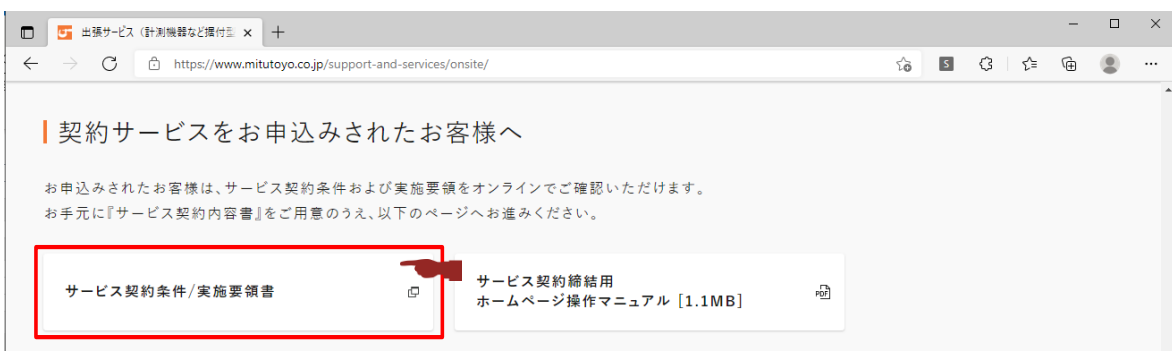 出張サービス (計測機器など据付型
https://www.mitutoyo.co.jp/support-and-services/onsite/
契約サービスをお申込みされたお客様へ
お申込みされたお客様は、サービス契約条件および実施要領をオンラインでご確認いただけます。
お手元に『サービス契約内容書』をご用意のうえ、以下のページへお進みください。
サービス契約条件/実施要領書
サービス契約締結用
ホームページ操作マニュアル [1.1MB]
PDF
S